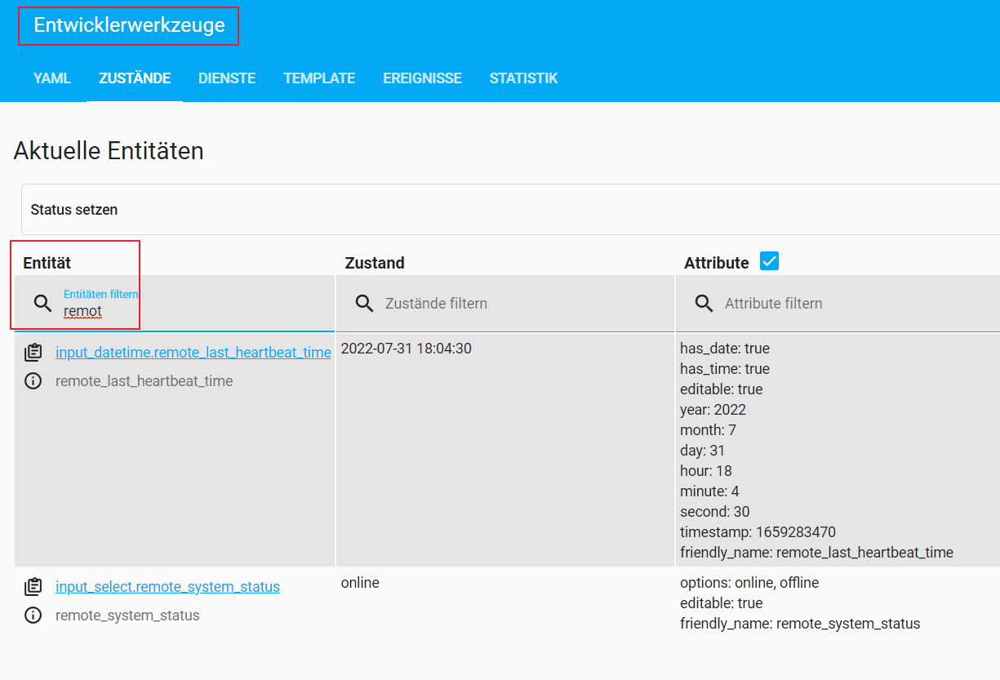 Entwicklerwerkzeuge
YAML ZUSTÄNDE DIENSTE TEMPLATE EREIGNISSE STATISTIK
Aktuelle Entitäten
Status setzen
Entität Zustand Attribute
Entitäten filtern
remot Zustände filtern Attribute filtern
input_datetime.remote_last_heartbeat_time 2022-07-31 18:04:30 has_date: true
remote_last_heartbeat_time has_time: true
editable: true
year: 2022
month: 7
day: 31
hour: 18
minute: 4
second: 30
timestamp: 1659283470
friendly_name: remote_last_heartbeat_time
input_select.remote_system_status online options: online, offline
remote_system_status editable: true
friendly_name: remote_system_status